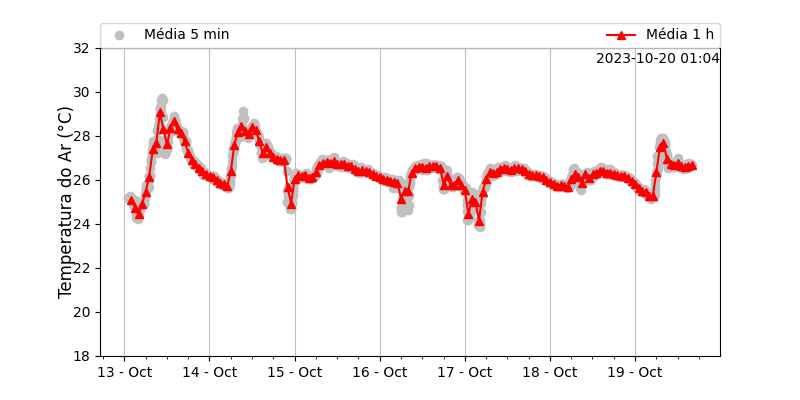 Média 5 min
Média 1 h
2023-10-20 01:04
Temperatura do Ar (°C)
32
30
28
26
24
22
20
18
13 - Oct
14 - Oct
15 - Oct
16 - Oct
17 - Oct
18 - Oct
19 - Oct